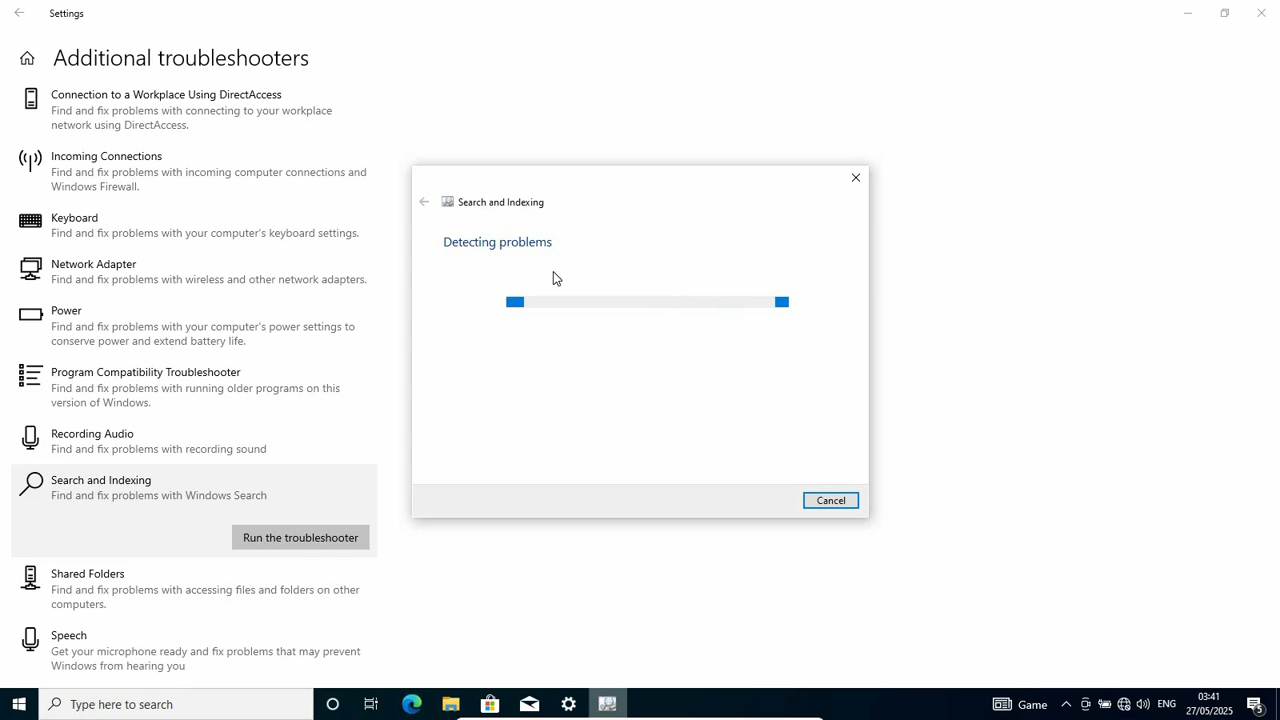 Settings
Additional troubleshooters
Connection to a Workplace Using DirectAccess
Find and fix problems with connecting to your workplace
network using DirectAccess.
Incoming Connections
Find and fix problems with incoming computer connections and
Windows Firewall.
Keyboard
Find and fix problems with your computer's keyboard settings.
Network Adapter
Find and fix problems with wireless and other network adapters.
Power
Find and fix problems with your computer's power settings to
conserve power and extend battery life.
Program Compatibility Troubleshooter
Find and fix problems with running older programs on this
version of Windows.
Recording Audio
Find and fix problems with recording sound
Search and Indexing
Find and fix problems with Windows Search
Run the troubleshooter
Shared Folders
Find and fix problems with accessing files and folders on other
computers.
Speech
Get your microphone ready and fix problems that may prevent
Windows from hearing you
Search and Indexing
Detecting problems
Cancel
Type here to search
Game
ENG
03:41
27/05/2025
5